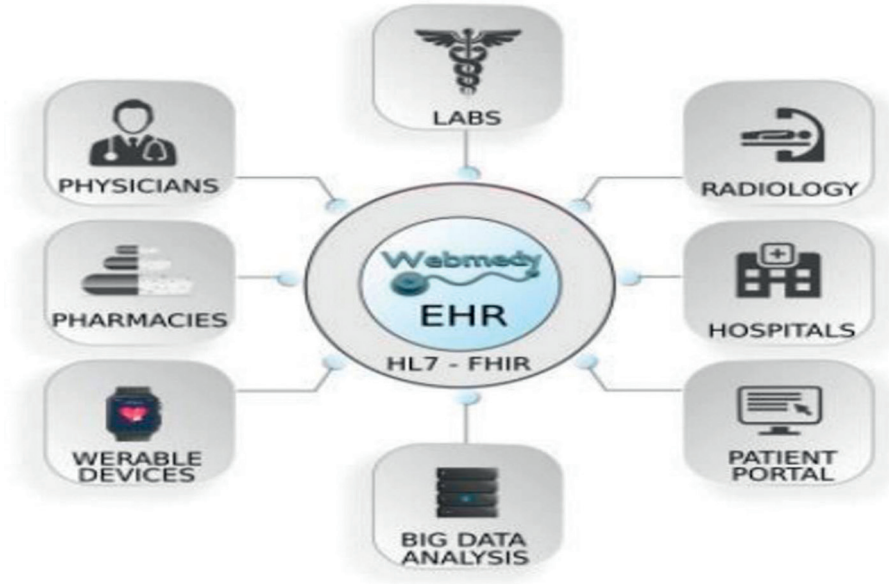 LABS
PHYSICIANS
RADIOLOGY
Webmedy
EHR
HL7 - FHIR
PHARMACIES
HOSPITALS
WERABLE
DEVICES
PATIENT
PORTAL
BIG DATA
ANALYSIS